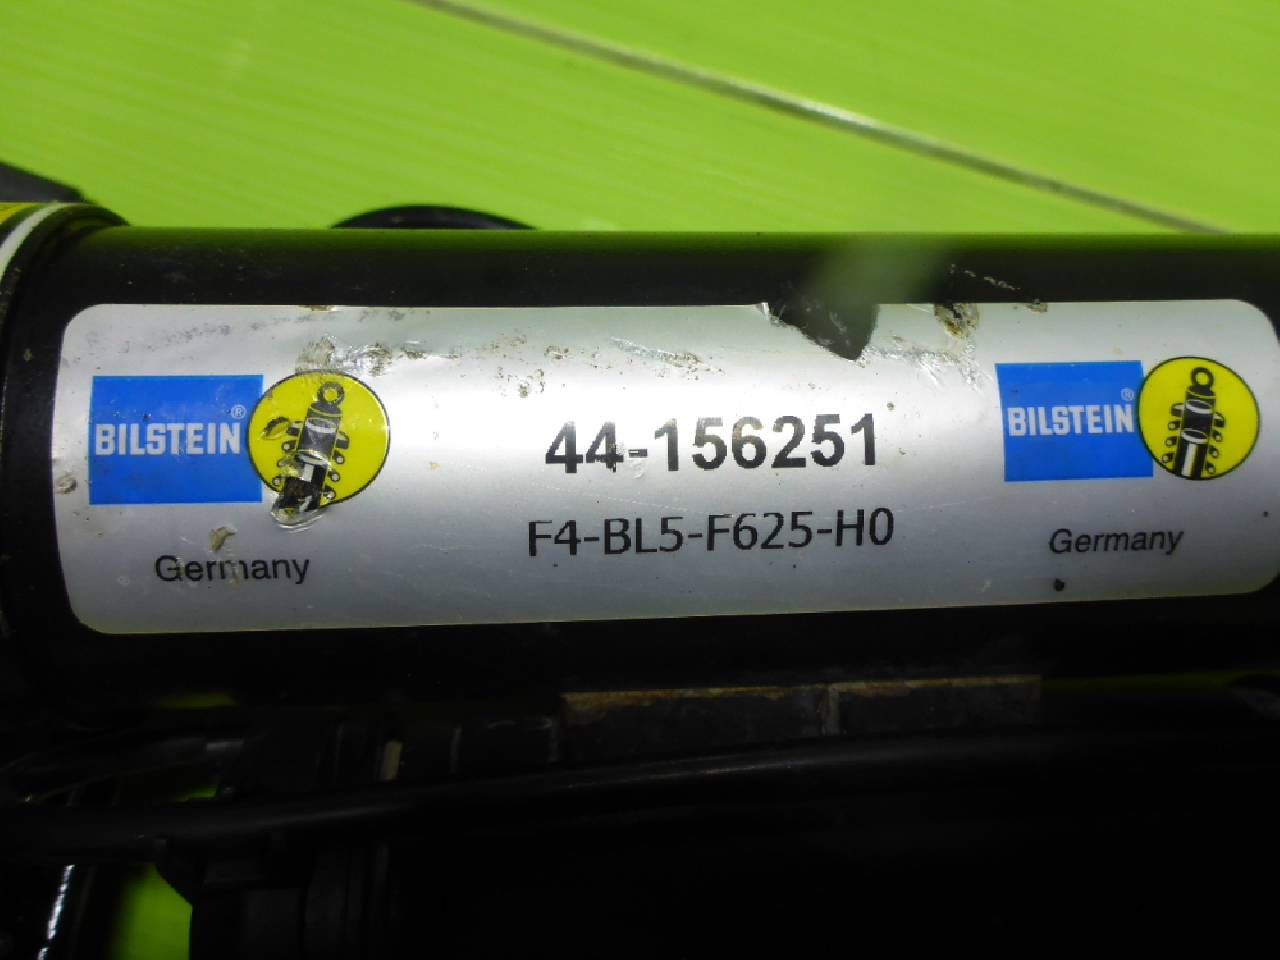 BILSTEIN®
Germany
44-156251
F4-BL5-F625-H0
BILSTEIN®
Germany